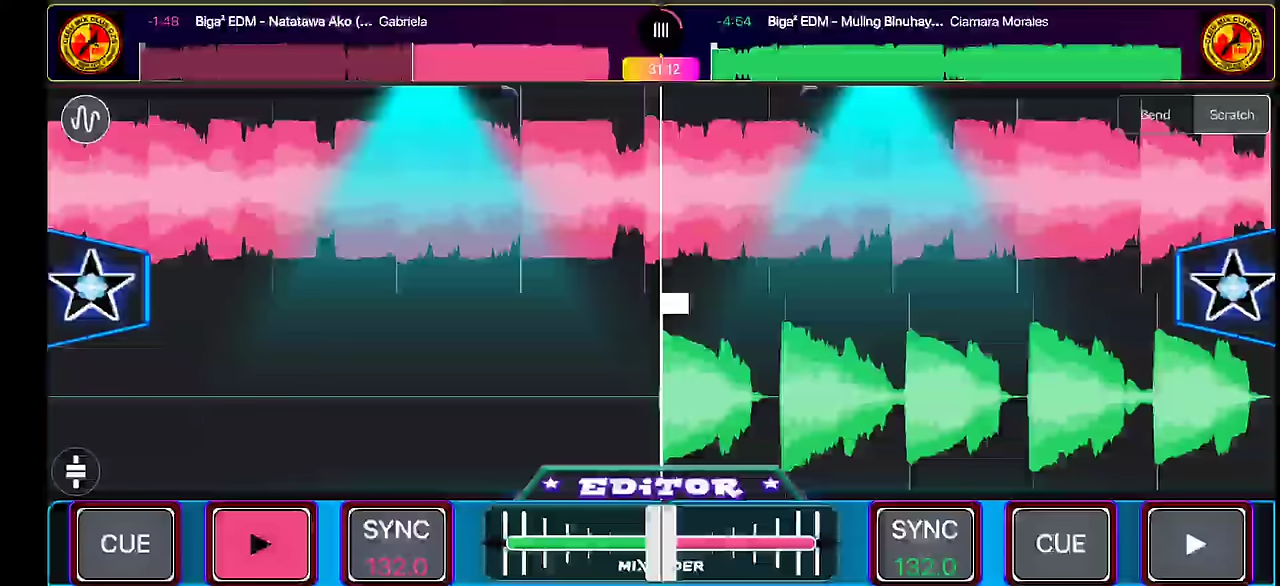 -1:48 Biga² EDM - Natatawa Ako (... Gabriela
-4:54 Biga² EDM - Muling Binuhay... Ciamara Morales
31:12
Bend Scratch
EDiTOR
CUE
SYNC
132.0
SYNC
132.0
CUE